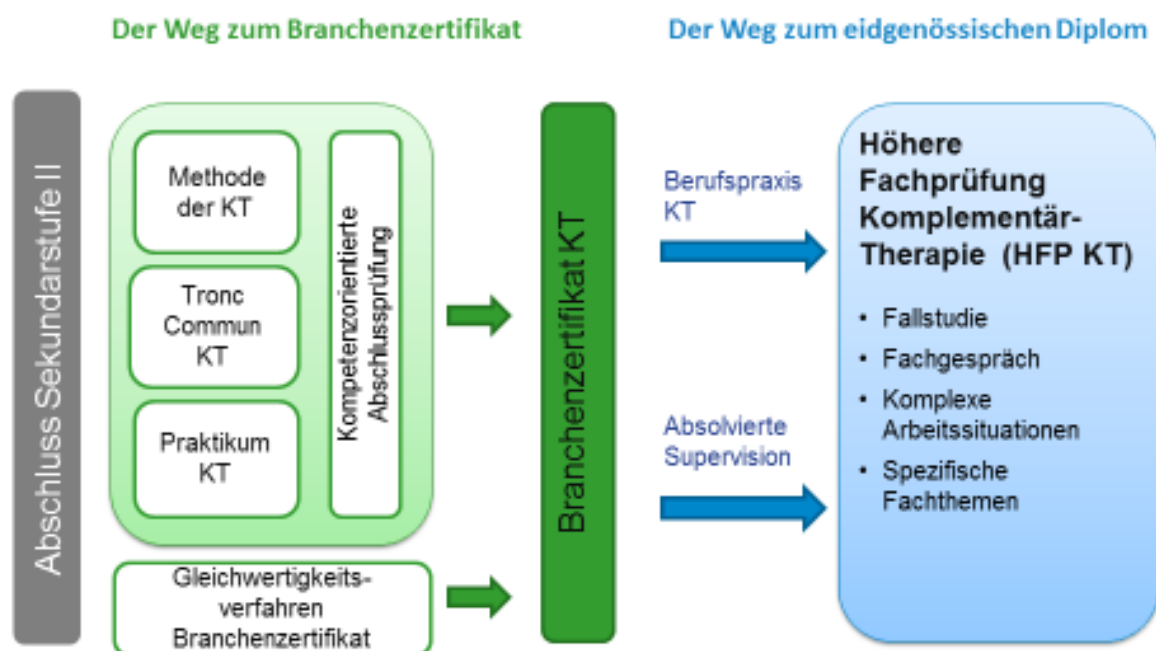 Der Weg zum Branchenzertifikat
Der Weg zum eidgenössischen Diplom
Abschluss Sekundarstufe II
Methode
der KT
Tronc
Commun
KT
Praktikum
KT
Kompetenzorientierte
Abschlussprüfung
Gleichwertigkeits-
verfahren
Branchenzertifikat
Branchenzertifikat KT
Berufspraxis
KT
Absolvierte
Supervision
Höhere
Fachprüfung
Komplementär-
Therapie (HFP KT)
• Fallstudie
• Fachgespräch
• Komplexe
Arbeitssituationen
• Spezifische
Fachthemen